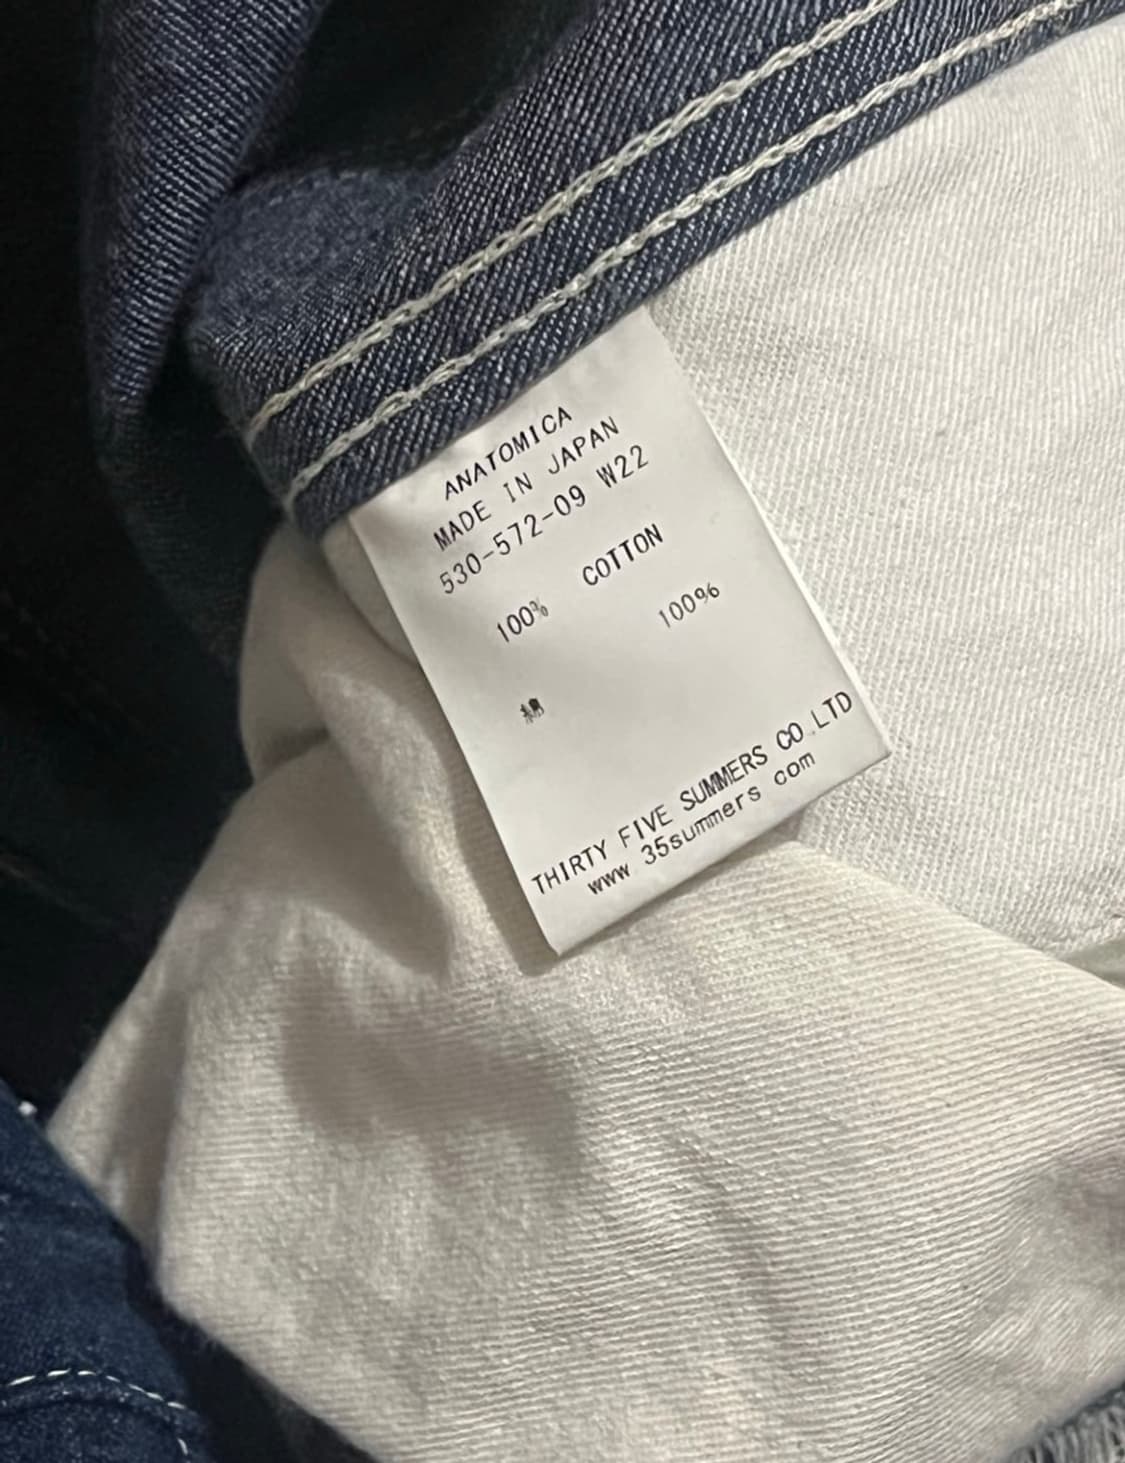 ANATOMICA
MADE IN JAPAN
530-572-09 W22
100% COTTON
綿 100%
THIRTY FIVE SUMMERS CO.LTD
www 35summers com